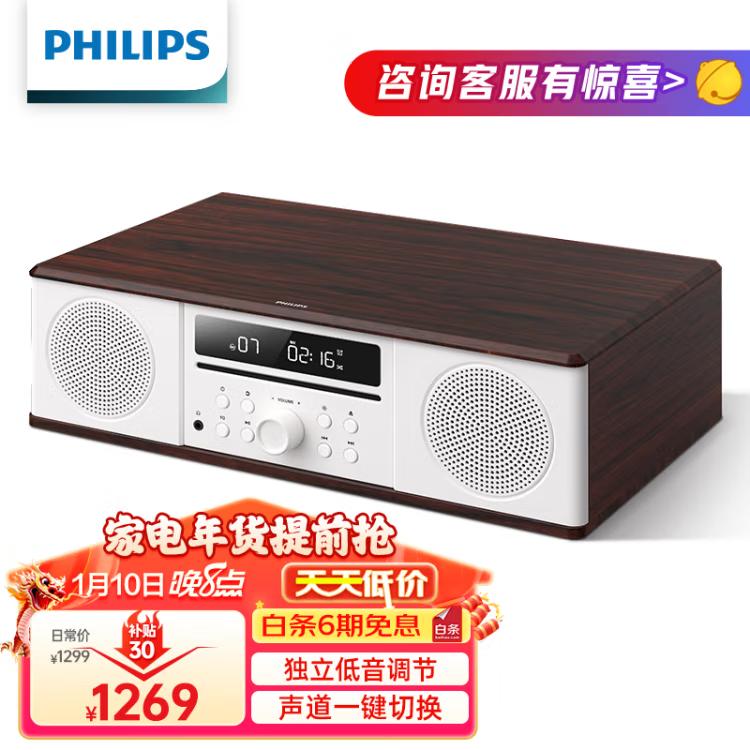 PHILIPS
咨询客服有惊喜>
PHILIPS
07 02:16
VOLUME
家电年货提前抢
1月10日晚8点
天天低价
日常价
¥1299
补贴
30
¥1269
白条6期免息
白条
独立低音调节
声道一键切换